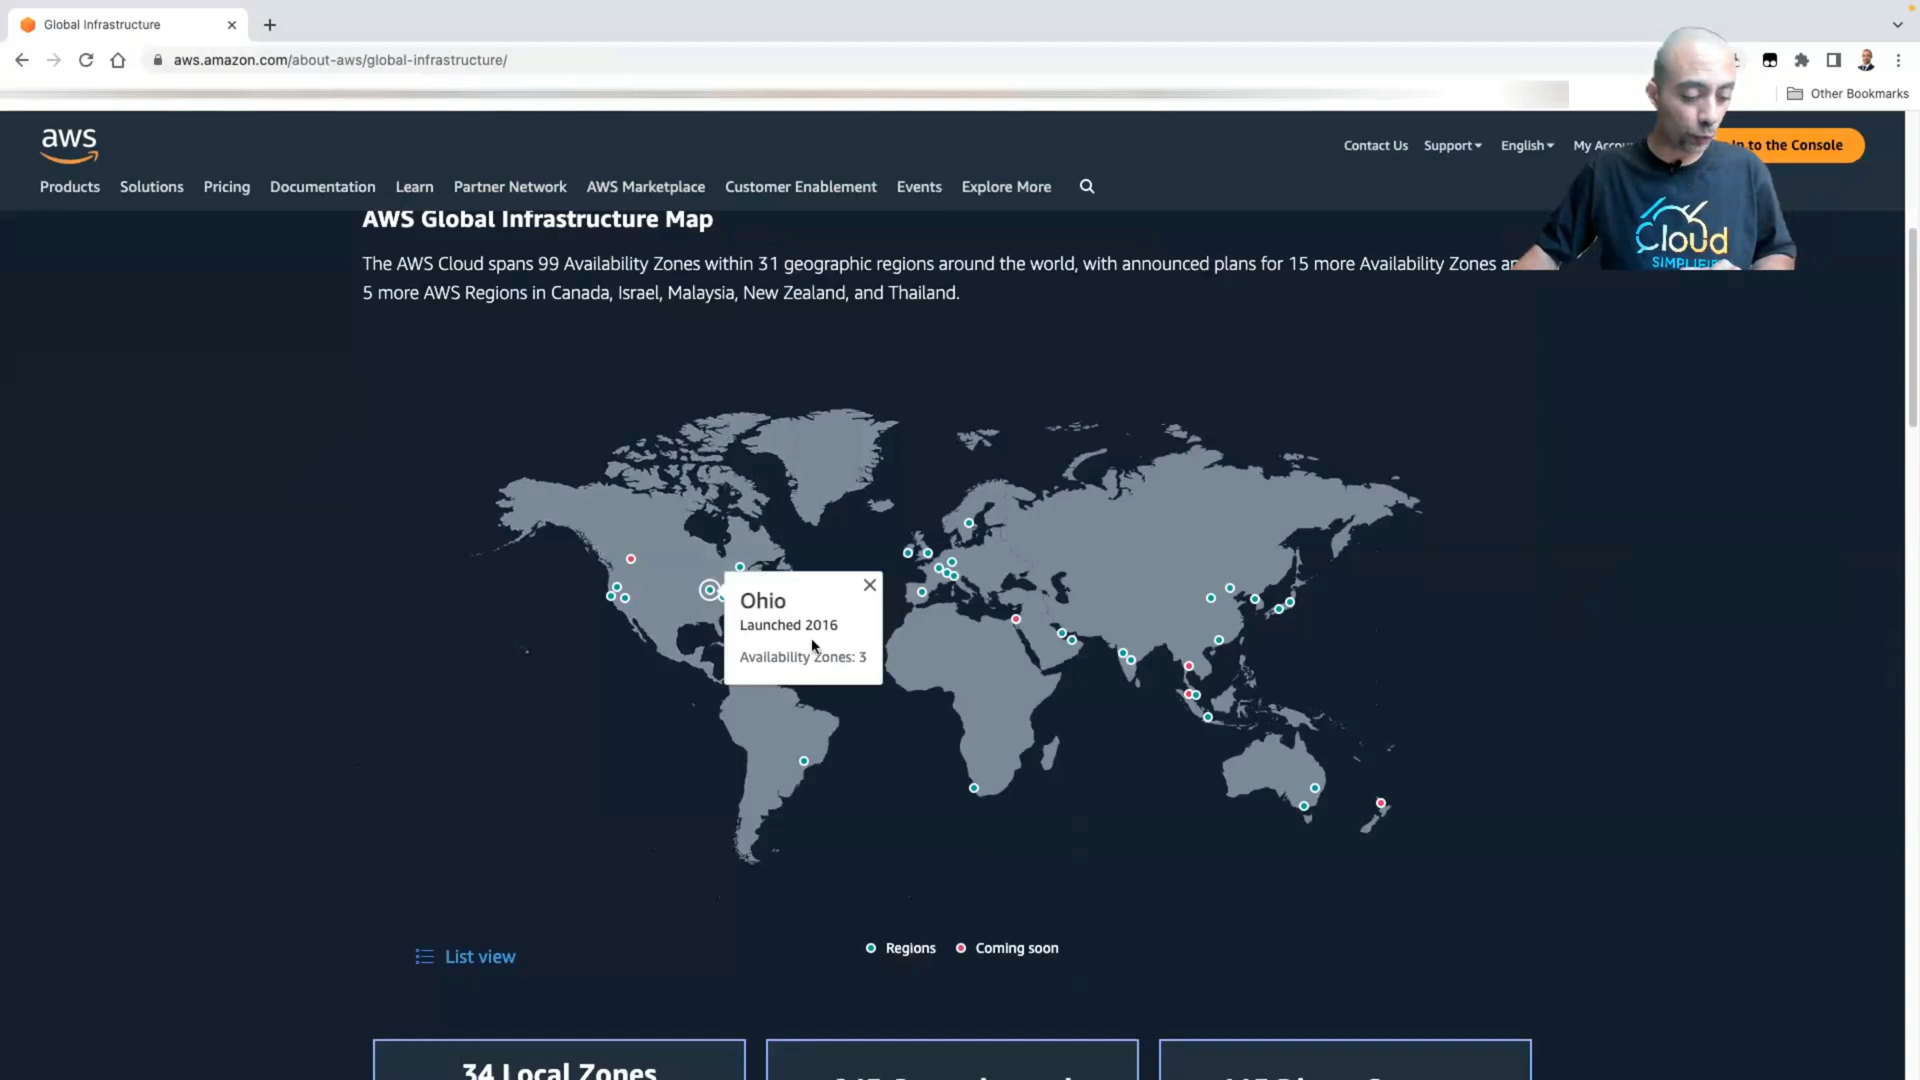 Global Infrastructure
aws.amazon.com/about-aws/global-infrastructure/
Other Bookmarks
aws
Contact Us Support English My Accou
In to the Console
Products Solutions Pricing Documentation Learn Partner Network AWS Marketplace Customer Enablement Events Explore More
Cloud
AWS Global Infrastructure Map
The AWS Cloud spans 99 Availability Zones within 31 geographic regions around the world, with announced plans for 15 more Availability Zones an
5 more AWS Regions in Canada, Israel, Malaysia, New Zealand, and Thailand.
Ohio
Launched 2016
Availability Zones: 3
List view
Regions Coming soon
34 Local Zones